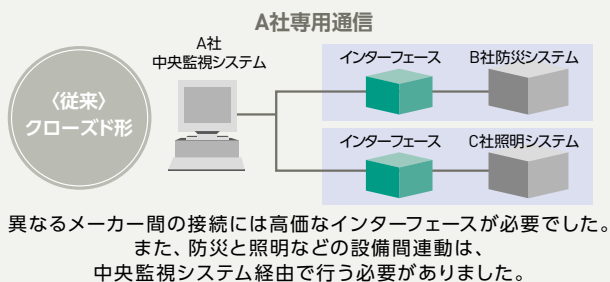 A社専用通信
A社
中央監視システム
インターフェース
B社防災システム
〈従来〉
クローズド形
インターフェース
C社照明システム
異なるメーカー間の接続には高価なインターフェースが必要でした。
また、防災と照明などの設備間連動は、
中央監視システム経由で行う必要がありました。